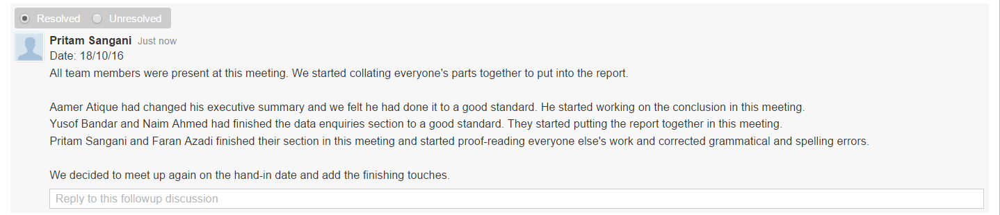 Resolved Unresolved
Pritam Sangani Just now
Date: 18/10/16
All team members were present at this meeting. We started collating everyone's parts together to put into the report.
Aamer Atique had changed his executive summary and we felt he had done it to a good standard. He started working on the conclusion in this meeting.
Yusof Bandar and Naim Ahmed had finished the data enquiries section to a good standard. They started putting the report together in this meeting.
Pritam Sangani and Faran Azadi finished their section in this meeting and started proof-reading everyone else's work and corrected grammatical and spelling errors.
We decided to meet up again on the hand-in date and add the finishing touches.
Reply to this followup discussion